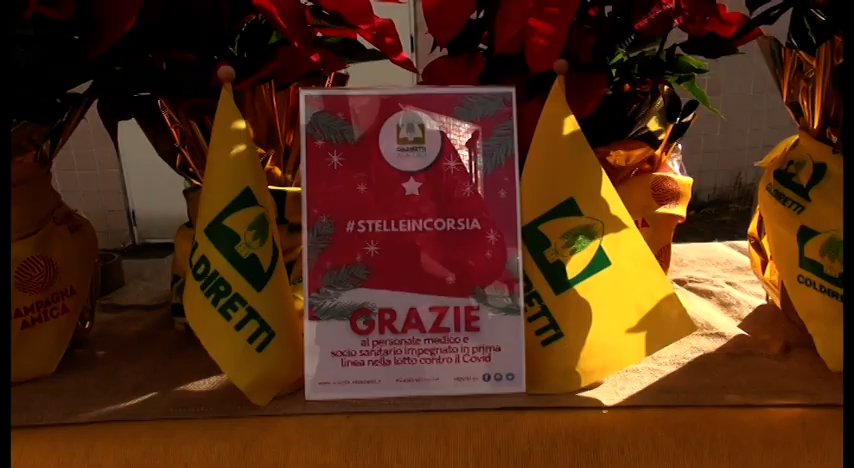 COLDIRETTI
#STELLEINCORSIA
GRAZIE
al personale medico e
socio sanitario impegnato in prima
linea nella lotta contro il Covid
COLDIRETTI
ETTI
CAMPAGNA
AMICA
COLDIRETTI
COLDIRE